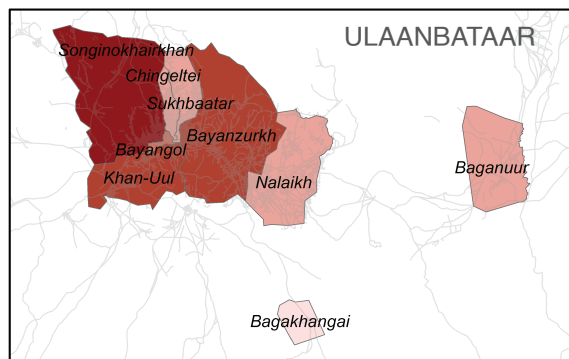 ULAANBATAAR
Songinokhairkhan
Chingeltei
Sukhbaatar
Bayanzurkh
Bayangol
Khan-Uul
Nalaikh
Baganuur
Bagakhangai